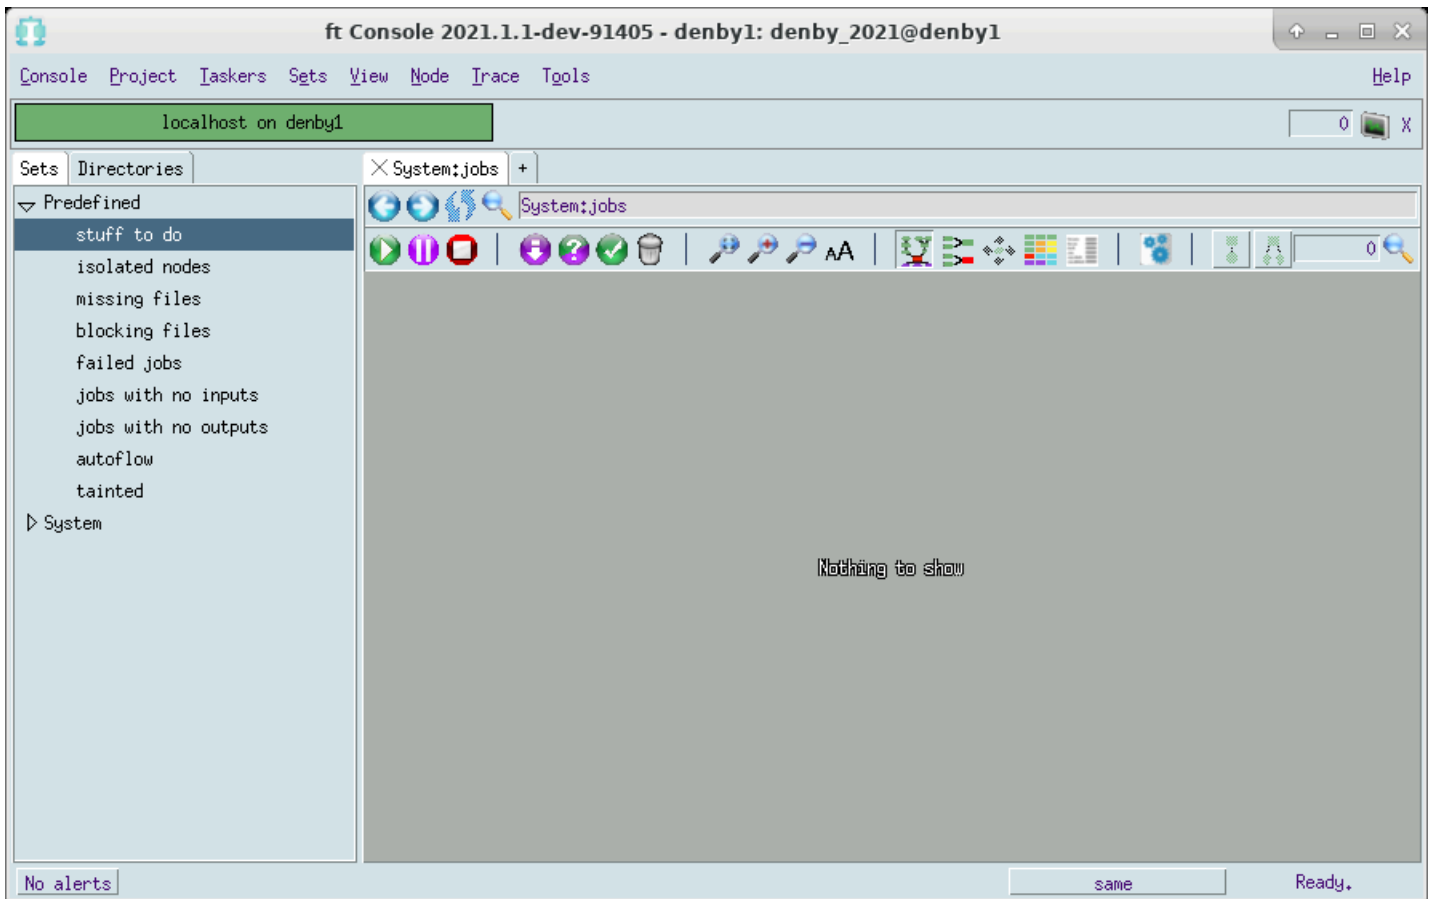 ft Console 2021.1.1-dev-91405 - denby1: denby_2021@denby1
Console Project Taskers Sets View Node Trace Tools Help
localhost on denby1
0 X
Sets Directories
System:jobs +
Predefined
System:jobs
stuff to do
AA
0
isolated nodes
missing files
blocking files
failed jobs
jobs with no inputs
jobs with no outputs
autoflow
tainted
System
Nothing to show
No alerts
same
Ready.